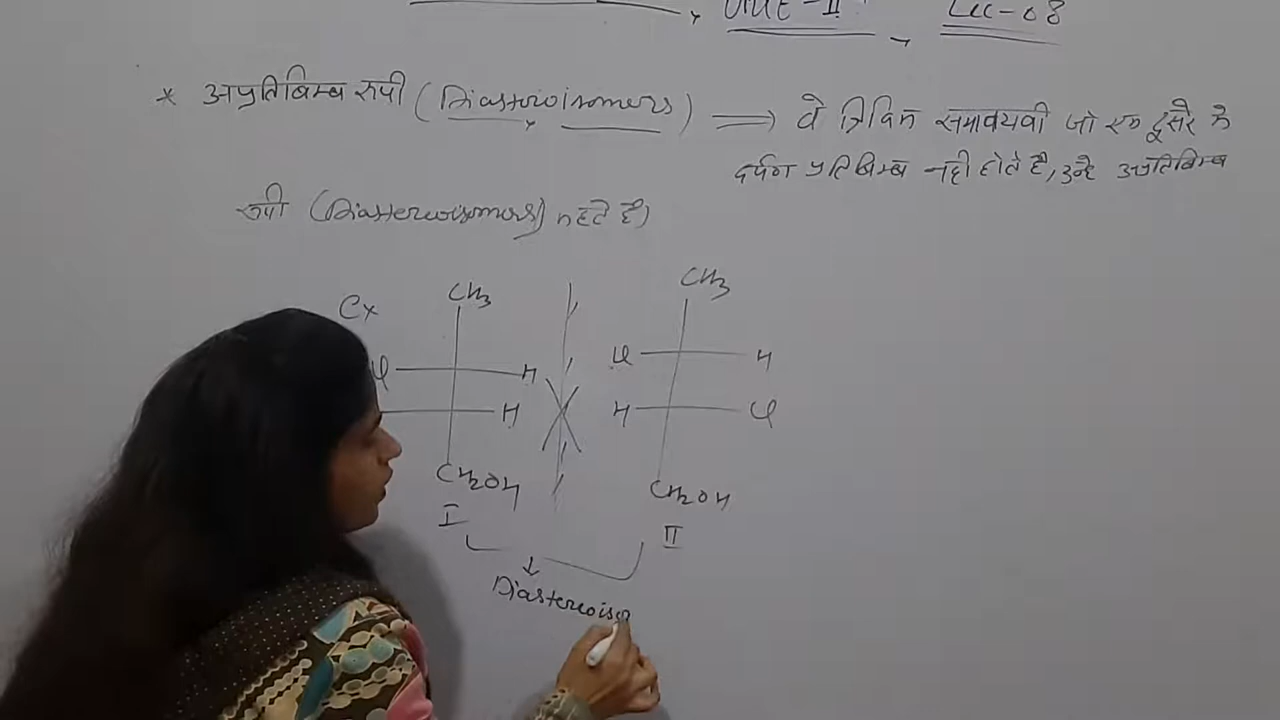 , Unit-II, Lec-08
* अप्रतिबिम्ब रूपी (Diastereoisomers) ⟹ वे त्रिविम समावयवी जो एक दूसरे के
दर्पण प्रतिबिम्ब नही होते है, उन्हे अप्रतिबिम्ब
रूपी (Diastereoisomers) कहते है।
Ex
CH3 CH3
Cl H Cl H
H H Cl
CH2OH CH2OH
I II
↓
Diastereoiso